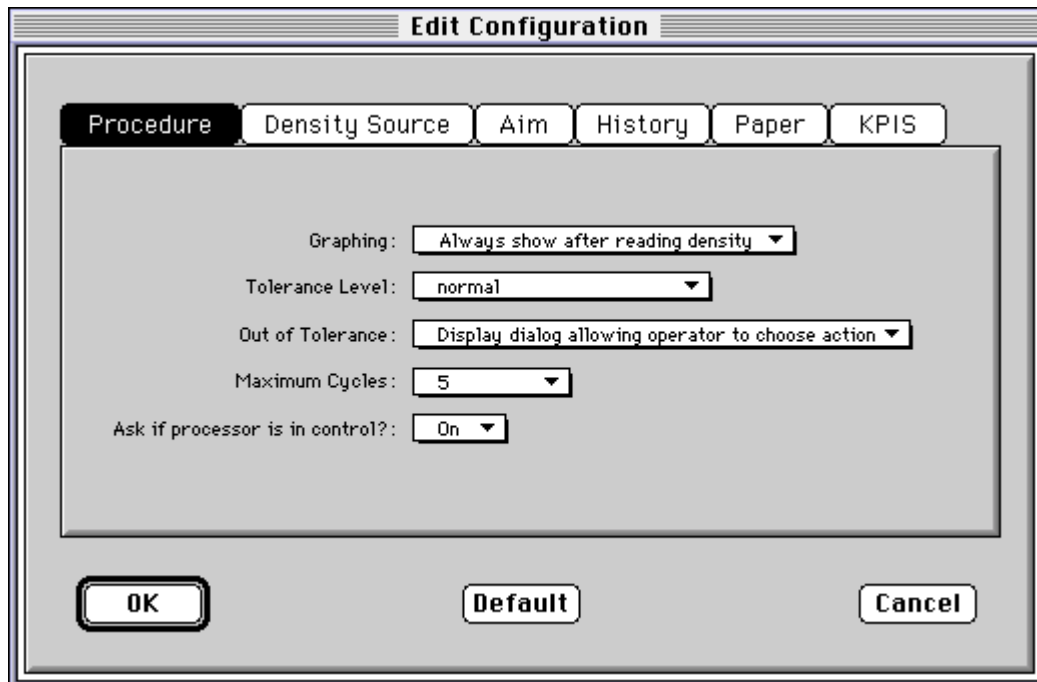 Edit Configuration
Procedure Density Source Aim History Paper KPIS
Graphing: Always show after reading density
Tolerance Level: normal
Out of Tolerance: Display dialog allowing operator to choose action
Maximum Cycles: 5
Ask if processor is in control?: On
OK Default Cancel